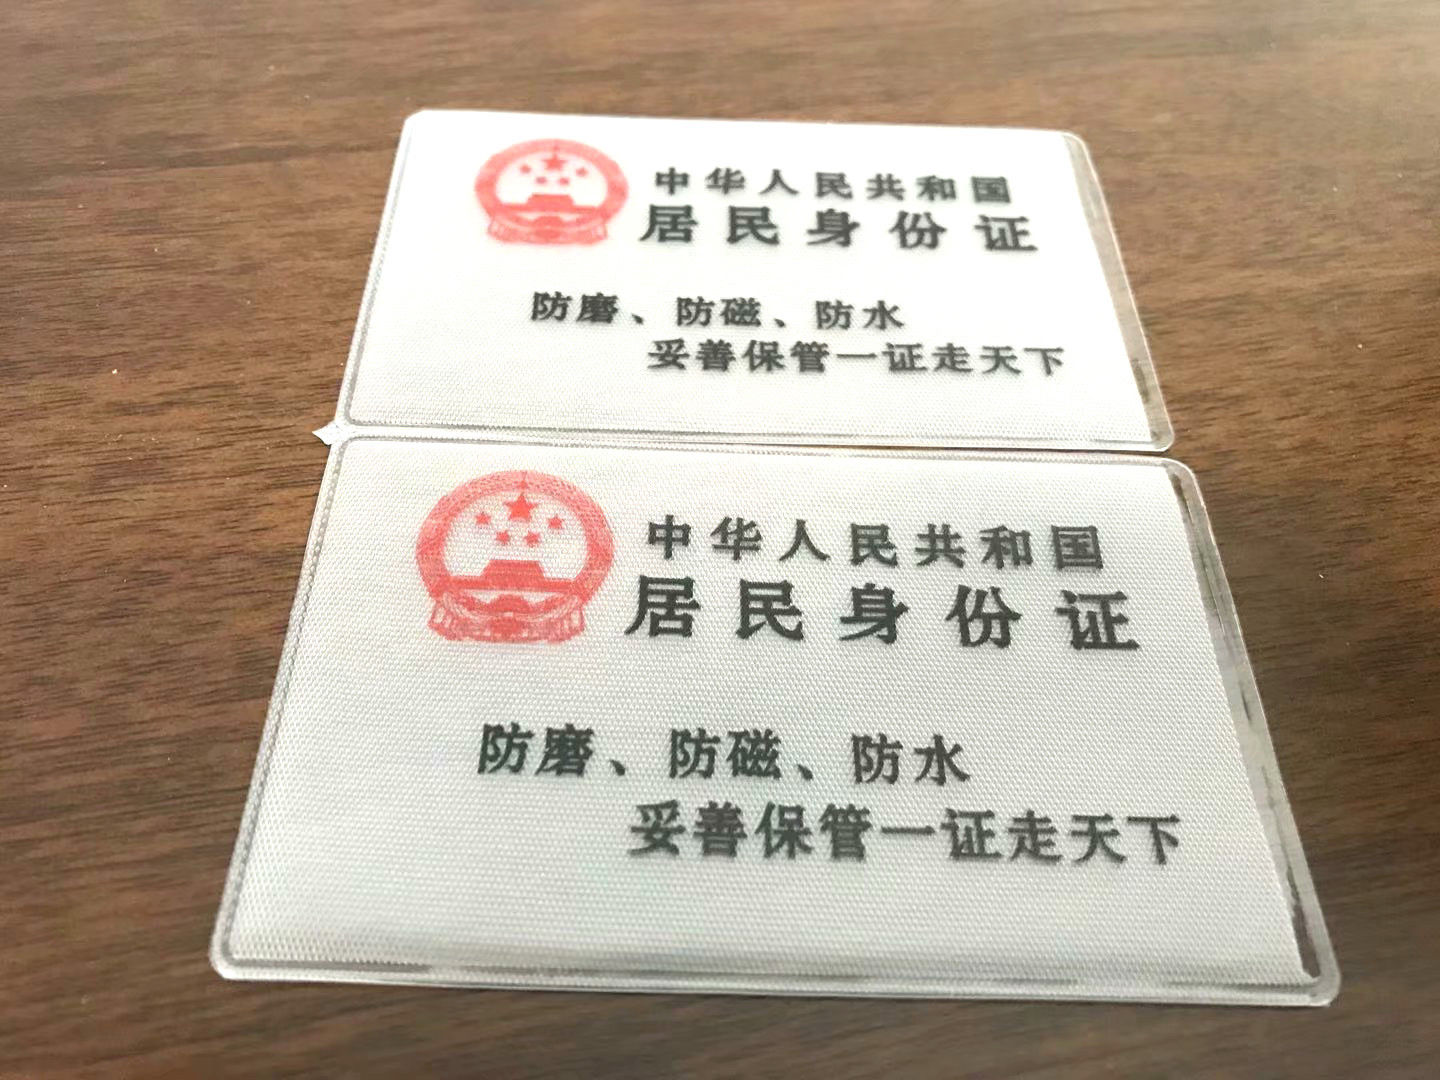 中华人民共和国
居民身份证
防磨、防磁、防水
妥善保管一证走天下
中华人民共和国
居民身份证
防磨、防磁、防水
妥善保管一证走天下